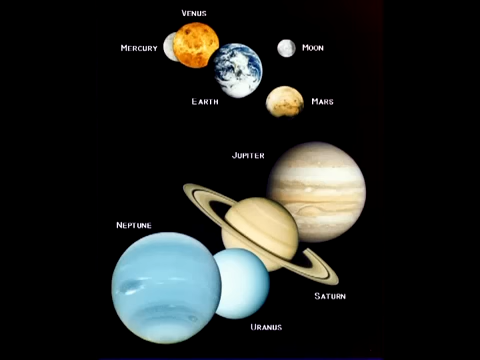 VENUS
MERCURY
MOON
EARTH
MARS
JUPITER
NEPTUNE
SATURN
URANUS